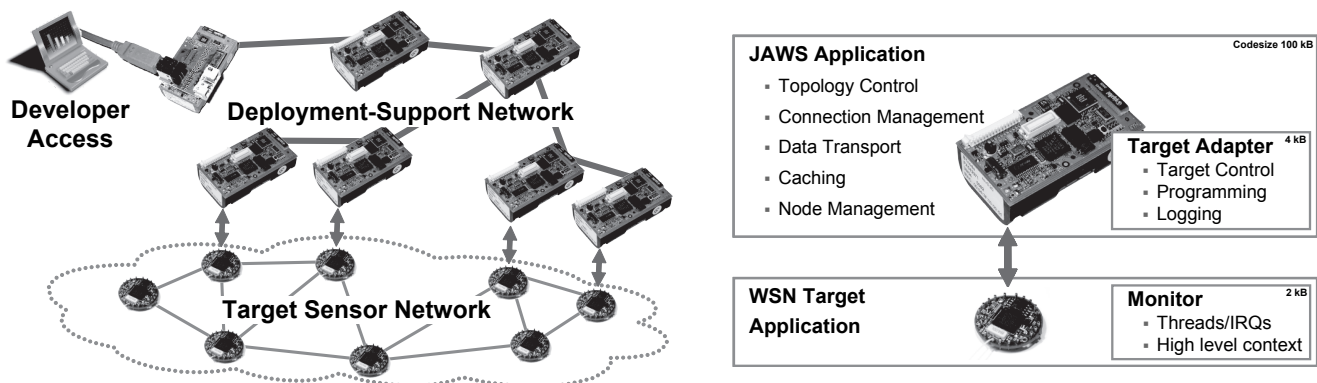 Developer
Access
Deployment-Support Network
Target Sensor Network
JAWS Application
Codesize 100 kB
▪ Topology Control
▪ Connection Management
▪ Data Transport
▪ Caching
▪ Node Management
Target Adapter 4 kB
▪ Target Control
▪ Programming
▪ Logging
WSN Target
Application
Monitor 2 kB
▪ Threads/IRQs
▪ High level context